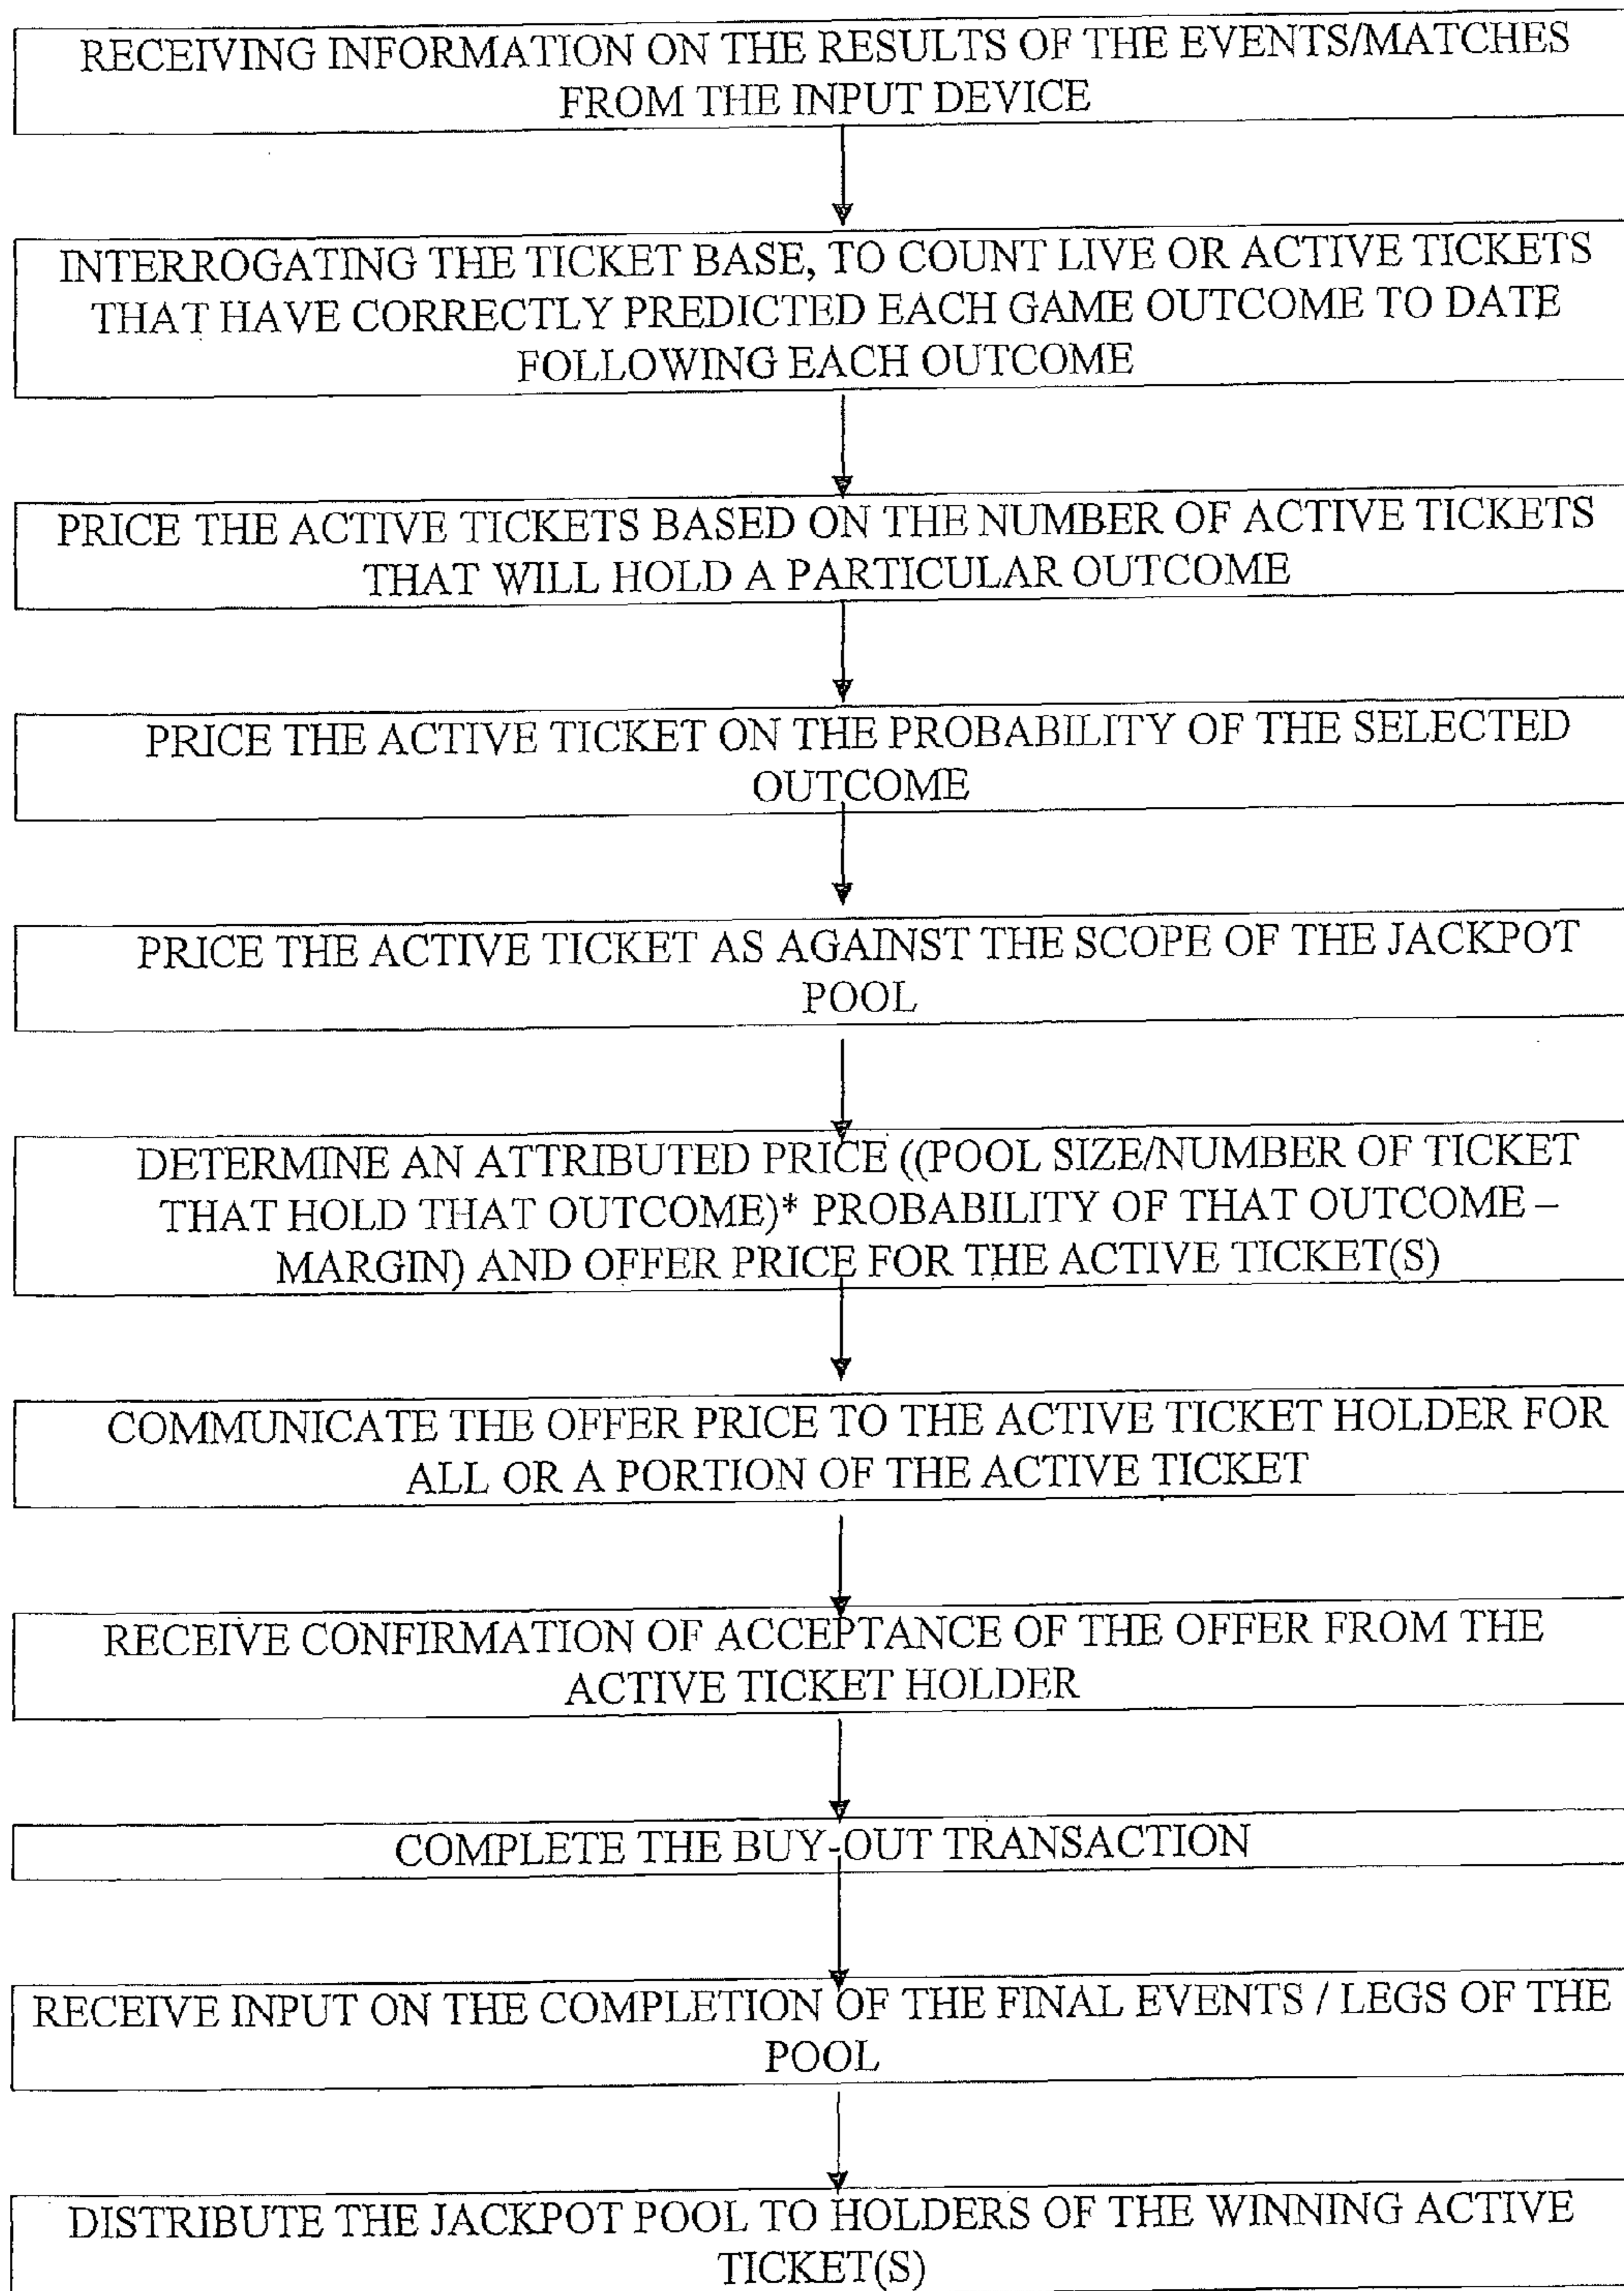 RECEIVING INFORMATION ON THE RESULTS OF THE EVENTS/MATCHES
FROM THE INPUT DEVICE
INTERROGATING THE TICKET BASE, TO COUNT LIVE OR ACTIVE TICKETS
THAT HAVE CORRECTLY PREDICTED EACH GAME OUTCOME TO DATE
FOLLOWING EACH OUTCOME
PRICE THE ACTIVE TICKETS BASED ON THE NUMBER OF ACTIVE TICKETS
THAT WILL HOLD A PARTICULAR OUTCOME
PRICE THE ACTIVE TICKET ON THE PROBABILITY OF THE SELECTED
OUTCOME
PRICE THE ACTIVE TICKET AS AGAINST THE SCOPE OF THE JACKPOT
POOL
DETERMINE AN ATTRIBUTED PRICE ((POOL SIZE/NUMBER OF TICKET
THAT HOLD THAT OUTCOME)* PROBABILITY OF THAT OUTCOME –
MARGIN) AND OFFER PRICE FOR THE ACTIVE TICKET(S)
COMMUNICATE THE OFFER PRICE TO THE ACTIVE TICKET HOLDER FOR
ALL OR A PORTION OF THE ACTIVE TICKET
RECEIVE CONFIRMATION OF ACCEPTANCE OF THE OFFER FROM THE
ACTIVE TICKET HOLDER
COMPLETE THE BUY-OUT TRANSACTION
RECEIVE INPUT ON THE COMPLETION OF THE FINAL EVENTS / LEGS OF THE
POOL
DISTRIBUTE THE JACKPOT POOL TO HOLDERS OF THE WINNING ACTIVE
TICKET(S)